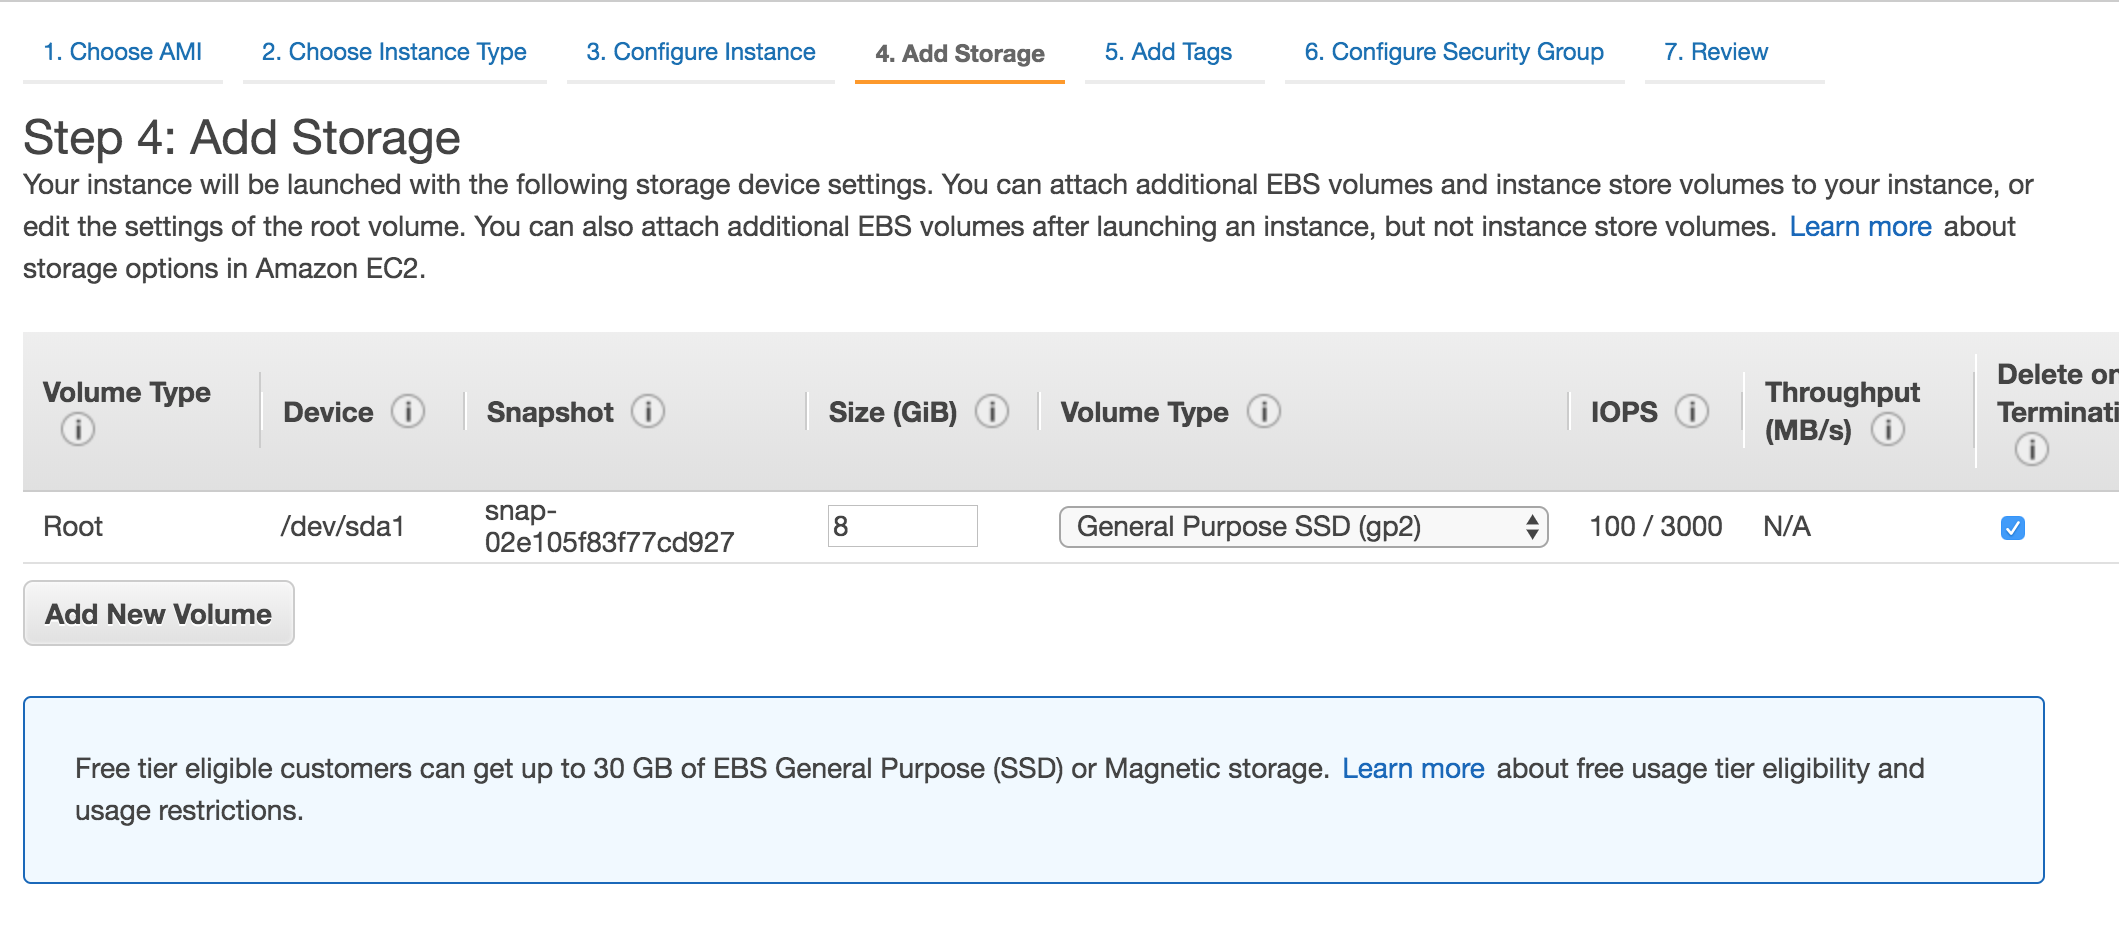 1. Choose AMI 2. Choose Instance Type 3. Configure Instance 4. Add Storage 5. Add Tags 6. Configure Security Group 7. Review
Step 4: Add Storage
Your instance will be launched with the following storage device settings. You can attach additional EBS volumes and instance store volumes to your instance, or
edit the settings of the root volume. You can also attach additional EBS volumes after launching an instance, but not instance store volumes. Learn more about
storage options in Amazon EC2.
Volume Type i Device i Snapshot i Size (GiB) i Volume Type i IOPS i Throughput
(MB/s) i Delete on
Terminati
i
Root /dev/sda1 snap-
02e105f83f77cd927 8 General Purpose SSD (gp2) 100 / 3000 N/A
Add New Volume
Free tier eligible customers can get up to 30 GB of EBS General Purpose (SSD) or Magnetic storage. Learn more about free usage tier eligibility and
usage restrictions.